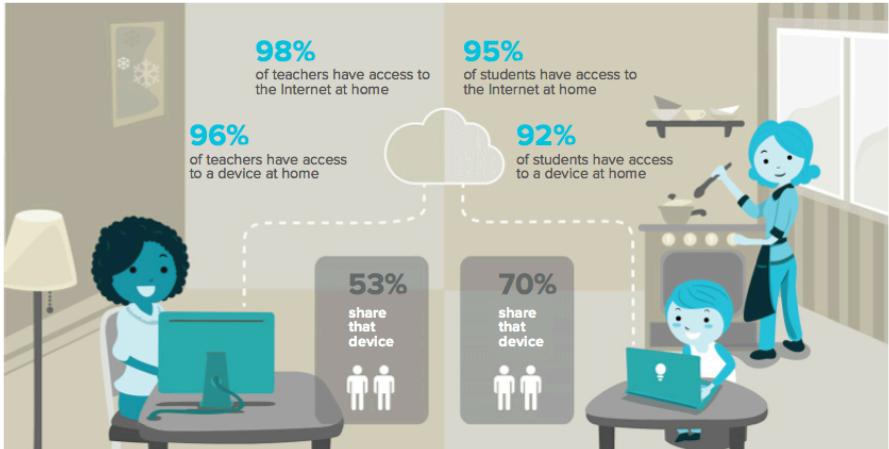 98%
of teachers have access to
the Internet at home
96%
of teachers have access
to a device at home
95%
of students have access to
the Internet at home
92%
of students have access
to a device at home
53%
share
that
device
70%
share
that
device